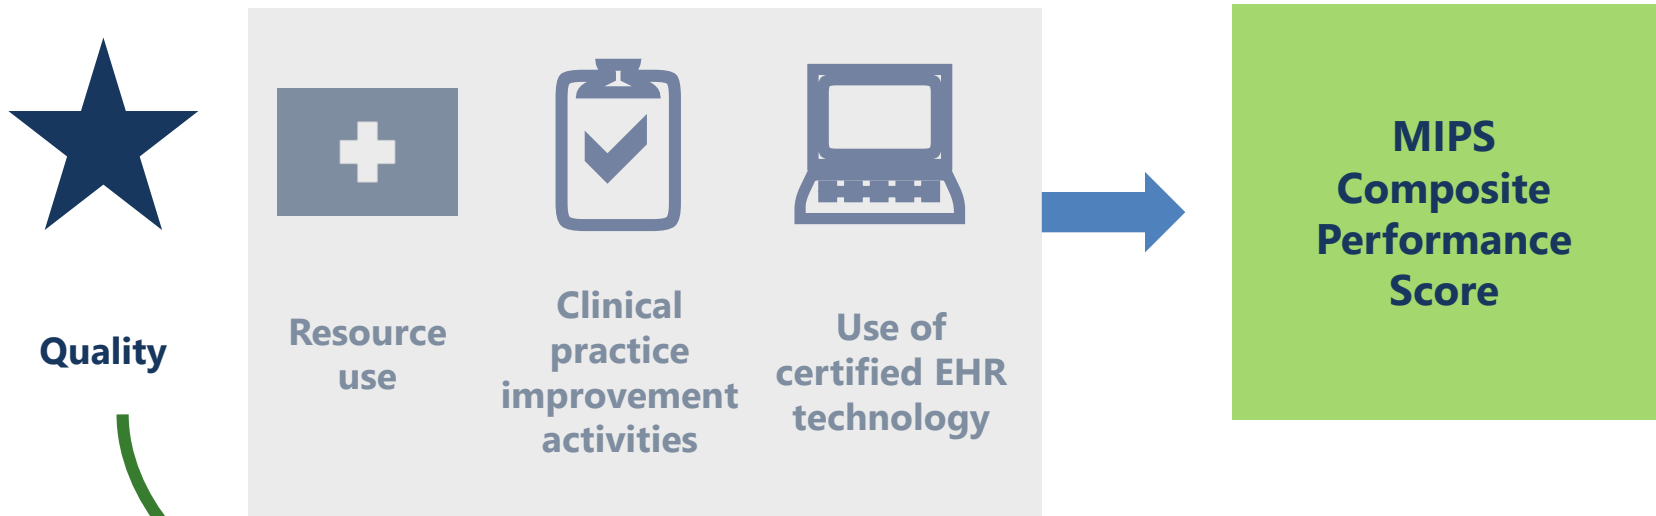 Quality
Resource
use
Clinical
practice
improvement
activities
Use of
certified EHR
technology
MIPS
Composite
Performance
Score